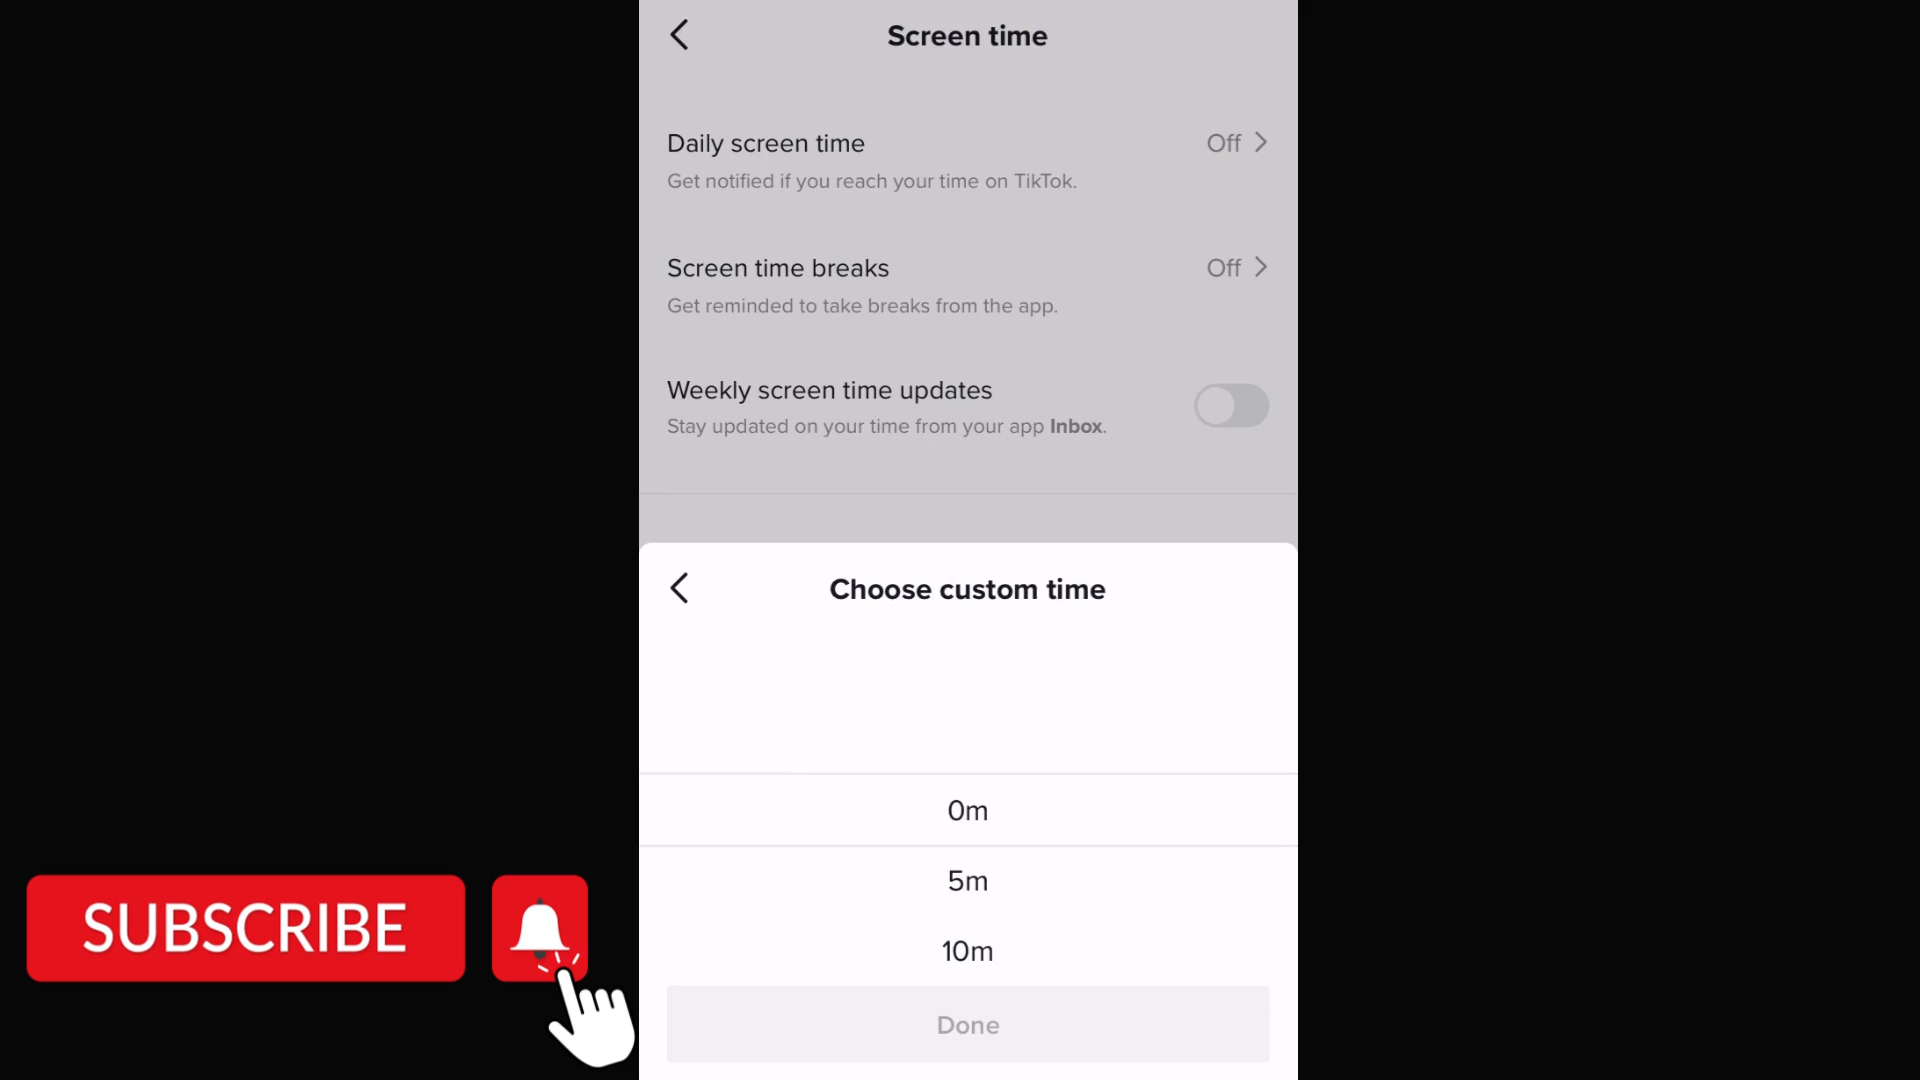 Screen time
Daily screen time Off
Get notified if you reach your time on TikTok.
Screen time breaks Off
Get reminded to take breaks from the app.
Weekly screen time updates
Stay updated on your time from your app Inbox.
Choose custom time
0m
5m
10m
Done
SUBSCRIBE